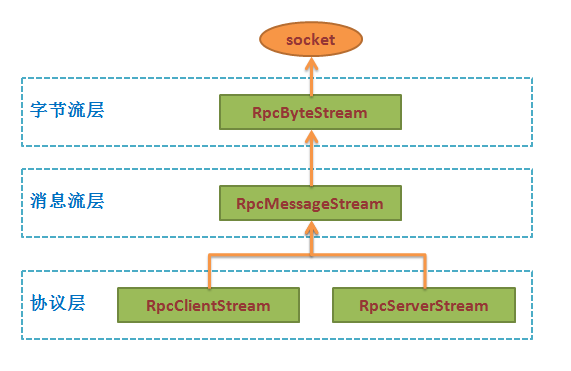 socket
字节流层
RpcByteStream
消息流层
RpcMessageStream
协议层
RpcClientStream
RpcServerStream